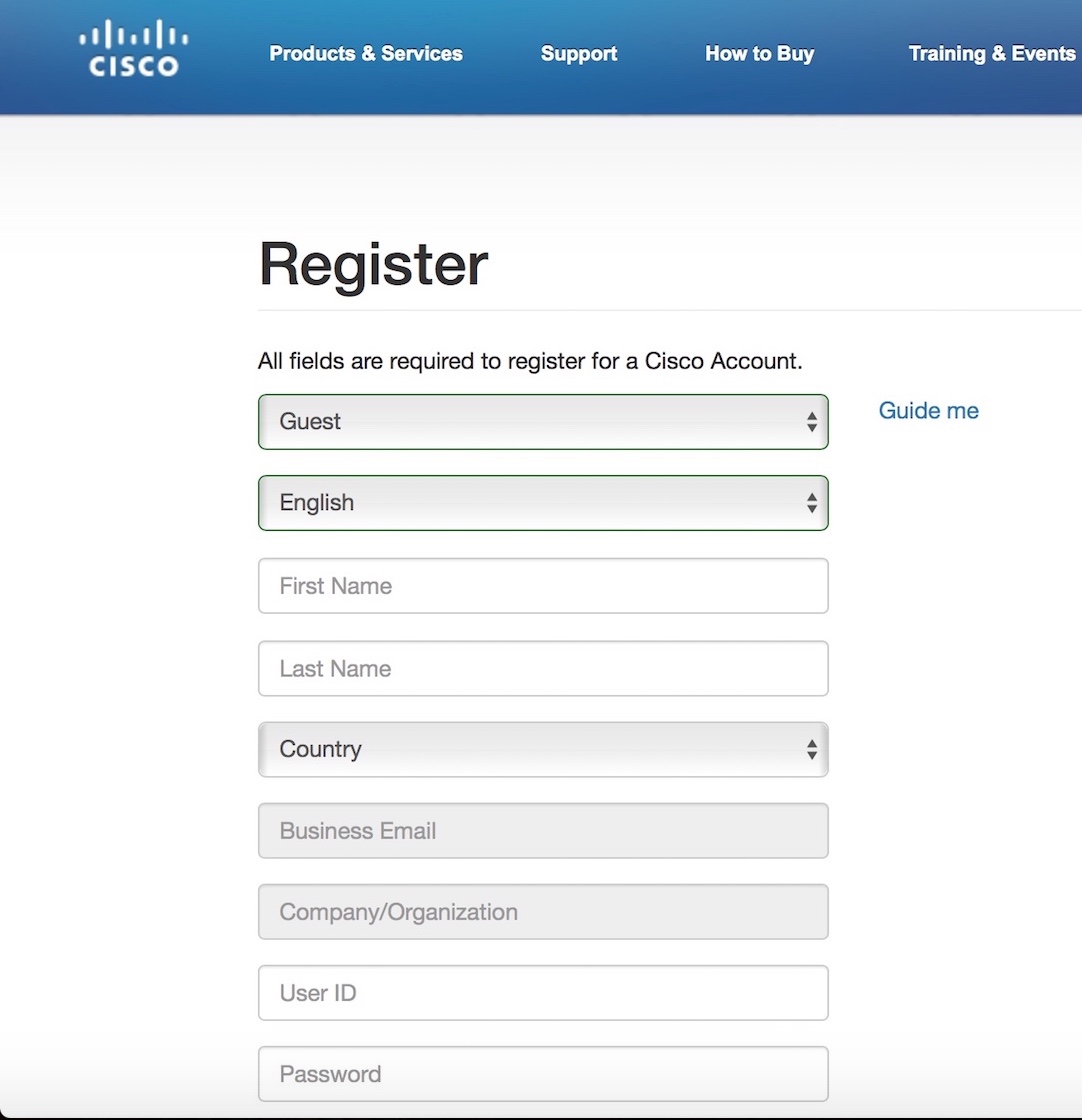 CISCO
Products & Services Support How to Buy Training & Events
Register
All fields are required to register for a Cisco Account.
Guest
Guide me
English
First Name
Last Name
Country
Business Email
Company/Organization
User ID
Password